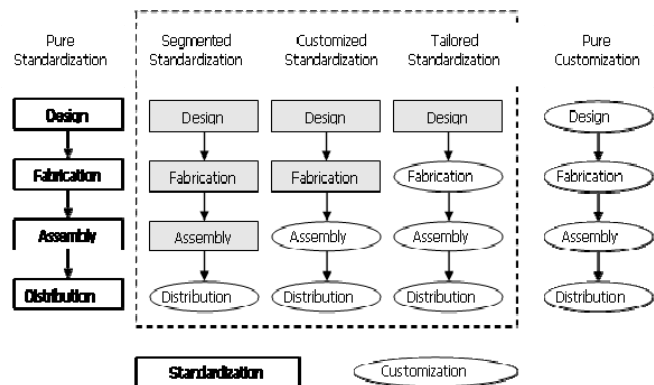 Pure
Standardization
Segmented
Standardization
Customized
Standardization
Tailored
Standardization
Pure
Customization
Design
Design
Design
Design
Design
Fabrication
Fabrication
Fabrication
Fabrication
Fabrication
Assembly
Assembly
Assembly
Assembly
Assembly
Distribution
Distribution
Distribution
Distribution
Distribution
Standardization
Customization